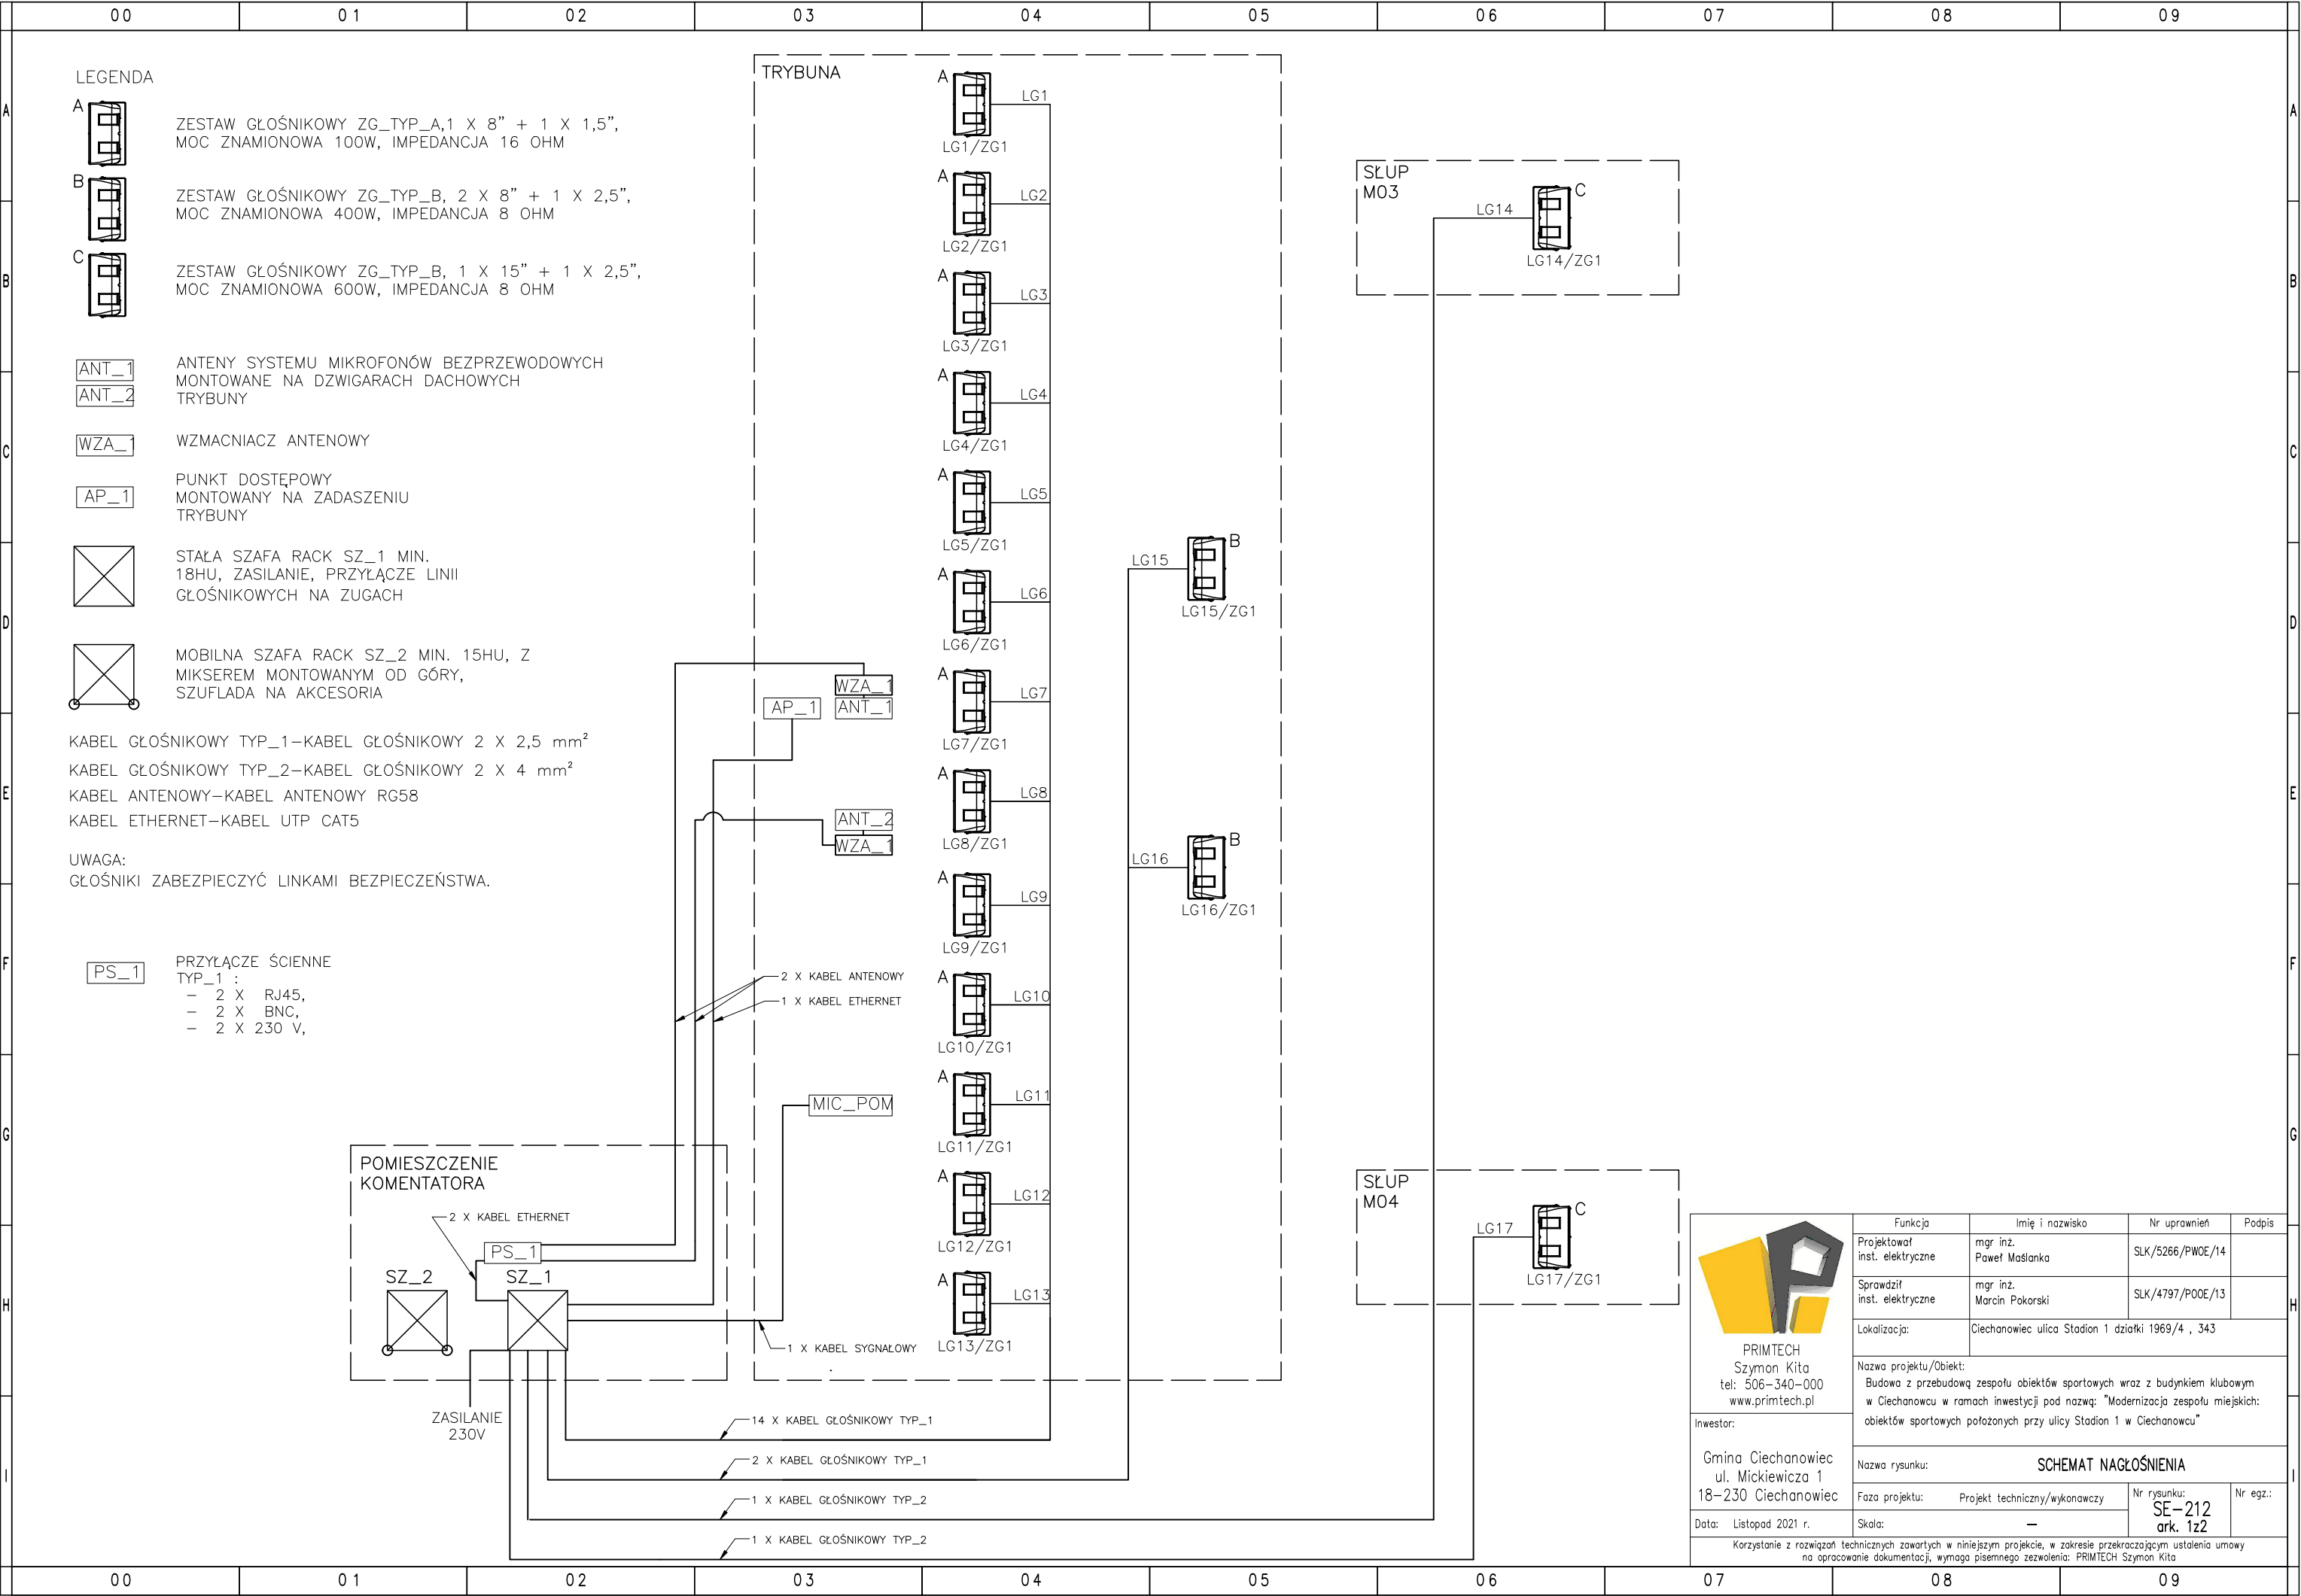 00 01 02 03 04 05 06 07 08 09
A
B
C
D
E
F
G
H
I
LEGENDA
A
ZESTAW GŁOŚNIKOWY ZG_TYP_A,1 X 8" + 1 X 1,5",
MOC ZNAMIONOWA 100W, IMPEDANCJA 16 OHM
B
ZESTAW GŁOŚNIKOWY ZG_TYP_B, 2 X 8" + 1 X 2,5",
MOC ZNAMIONOWA 400W, IMPEDANCJA 8 OHM
C
ZESTAW GŁOŚNIKOWY ZG_TYP_B, 1 X 15" + 1 X 2,5",
MOC ZNAMIONOWA 600W, IMPEDANCJA 8 OHM
ANT_1
ANT_2
ANTENY SYSTEMU MIKROFONÓW BEZPRZEWODOWYCH
MONTOWANE NA DZWIGARACH DACHOWYCH
TRYBUNY
WZA_1
WZMACNIACZ ANTENOWY
AP_1
PUNKT DOSTĘPOWY
MONTOWANY NA ZADASZENIU
TRYBUNY
STAŁA SZAFA RACK SZ_1 MIN.
18HU, ZASILANIE, PRZYŁĄCZE LINII
GŁOŚNIKOWYCH NA ZUGACH
MOBILNA SZAFA RACK SZ_2 MIN. 15HU, Z
MIKSEREM MONTOWANYM OD GÓRY,
SZUFLADA NA AKCESORIA
KABEL GŁOŚNIKOWY TYP_1-KABEL GŁOŚNIKOWY 2 X 2,5 mm²
KABEL GŁOŚNIKOWY TYP_2-KABEL GŁOŚNIKOWY 2 X 4 mm²
KABEL ANTENOWY-KABEL ANTENOWY RG58
KABEL ETHERNET-KABEL UTP CAT5
UWAGA:
GŁOŚNIKI ZABEZPIECZYĆ LINKAMI BEZPIECZEŃSTWA.
PS_1
PRZYŁĄCZE ŚCIENNE
TYP_1 :
- 2 X RJ45,
- 2 X BNC,
- 2 X 230 V,
TRYBUNA
A
LG1
LG1/ZG1
A
LG2
LG2/ZG1
A
LG3
LG3/ZG1
A
LG4
LG4/ZG1
A
LG5
LG5/ZG1
A
LG6
LG6/ZG1
A
LG7
LG7/ZG1
A
LG8
LG8/ZG1
A
LG9
LG9/ZG1
A
LG10
LG10/ZG1
A
LG11
LG11/ZG1
A
LG12
LG12/ZG1
A
LG13
LG13/ZG1
WZA_1
AP_1 ANT_1
ANT_2
WZA_1
2 X KABEL ANTENOWY
1 X KABEL ETHERNET
MIC_POM
1 X KABEL SYGNAŁOWY
LG15
B
LG15/ZG1
LG16
B
LG16/ZG1
SŁUP
M03
LG14
C
LG14/ZG1
SŁUP
M04
LG17
C
LG17/ZG1
POMIESZCZENIE
KOMENTATORA
2 X KABEL ETHERNET
PS_1
SZ_2 SZ_1
ZASILANIE
230V
14 X KABEL GŁOŚNIKOWY TYP_1
2 X KABEL GŁOŚNIKOWY TYP_1
1 X KABEL GŁOŚNIKOWY TYP_2
1 X KABEL GŁOŚNIKOWY TYP_2
PRIMTECH
Szymon Kita
tel: 506-340-000
www.primtech.pl
Inwestor:
Gmina Ciechanowiec
ul. Mickiewicza 1
18-230 Ciechanowiec
Data: Listopad 2021 r.
Funkcja Imię i nazwisko Nr uprawnień Podpis
Projektował
inst. elektryczne
mgr inż.
Paweł Maślanka
SLK/5266/PWOE/14
Sprawdził
inst. elektryczne
mgr inż.
Marcin Pokorski
SLK/4797/POOE/13
Lokalizacja: Ciechanowiec ulica Stadion 1 działki 1969/4 , 343
Nazwa projektu/Obiekt:
Budowa z przebudową zespołu obiektów sportowych wraz z budynkiem klubowym
w Ciechanowcu w ramach inwestycji pod nazwą: "Modernizacja zespołu miejskich:
obiektów sportowych położonych przy ulicy Stadion 1 w Ciechanowcu"
Nazwa rysunku: SCHEMAT NAGŁOŚNIENIA
Faza projektu: Projekt techniczny/wykonawczy
Nr rysunku:
SE-212
ark. 1z2
Nr egz.:
Skala: -
Korzystanie z rozwiązań technicznych zawartych w niniejszym projekcie, w zakresie przekraczającym ustalenia umowy
na opracowanie dokumentacji, wymaga pisemnego zezwolenia: PRIMTECH Szymon Kita
A
B
C
D
E
F
G
H
I
00 01 02 03 04 05 06 07 08 09